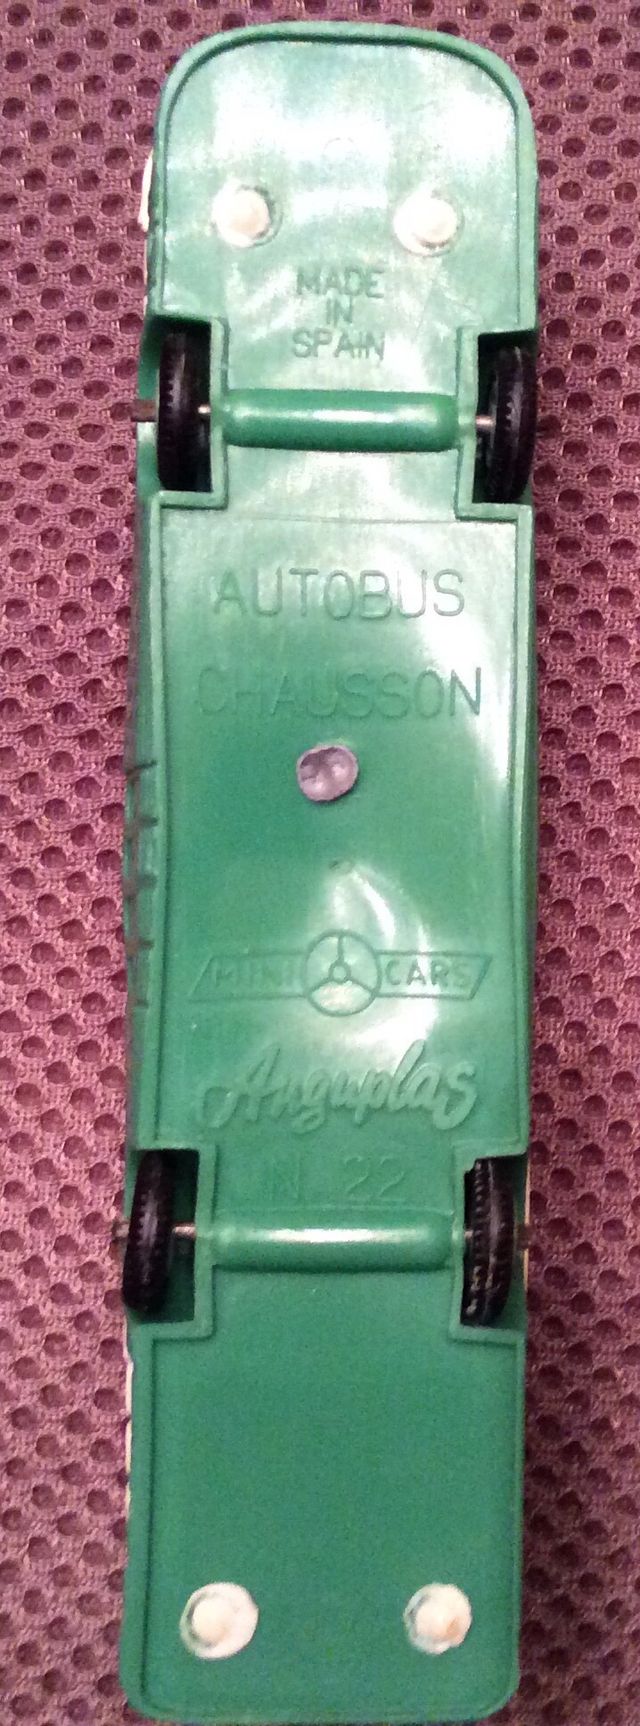 MADE
IN
SPAIN
AUTOBUS
CHAUSSON
MINI CARS
Anguplas
N 22